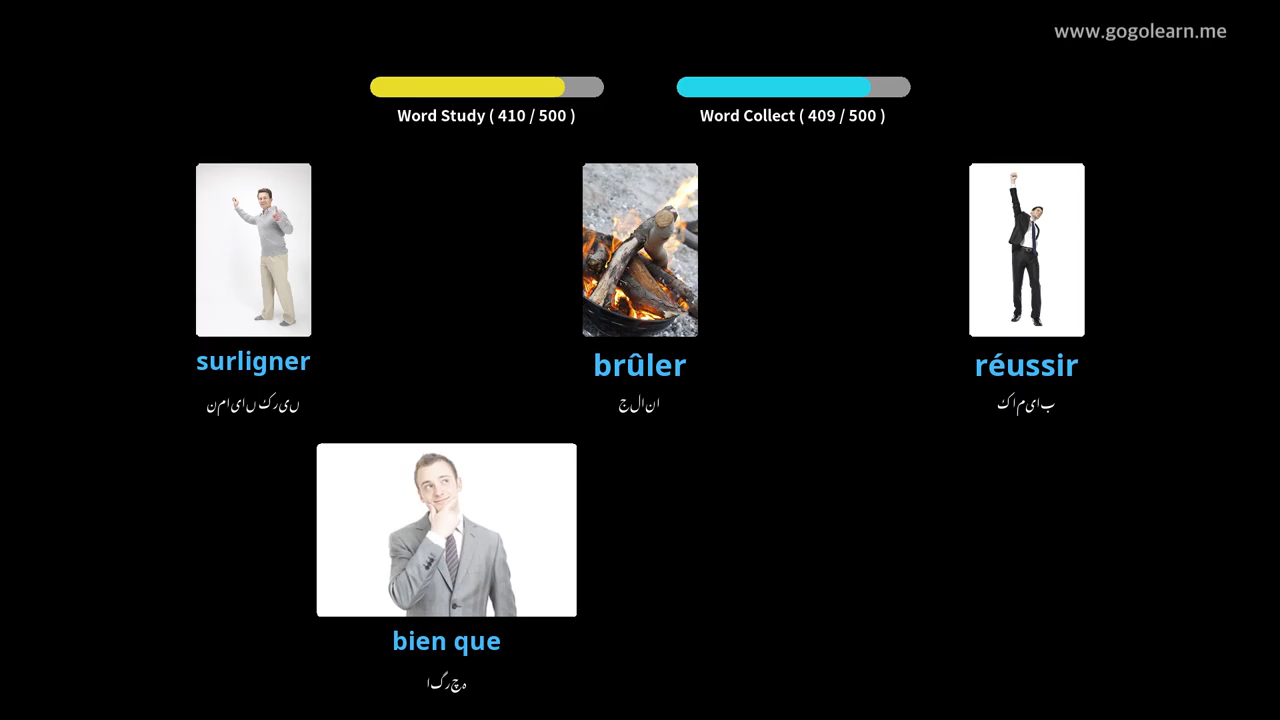 www.gogolearn.me
Word Study ( 410 / 500 )
Word Collect ( 409 / 500 )
surligner
brûler
réussir
نمایاں کریں
جلانا
کامیاب
bien que
اگرچہ